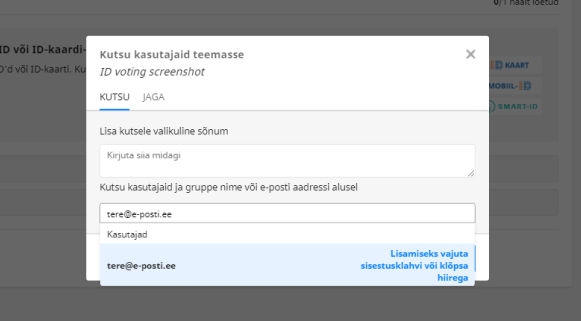 0/1 häält loetud
ID või ID-kaardi-
ID'd või ID-kaarti. Ku
ID KAART
MOBIIL-ID
SMART-ID
Kutsu kasutajaid teemasse
ID voting screenshot
KUTSU JAGA
Lisa kutsele valikuline sõnum
Kirjuta siia midagi
Kutsu kasutajaid ja gruppe nime või e-posti aadressi alusel
tere@e-posti.ee
Kasutajad
tere@e-posti.ee
Lisamiseks vajuta
sisestusklahvi või klõpsa
hiirega